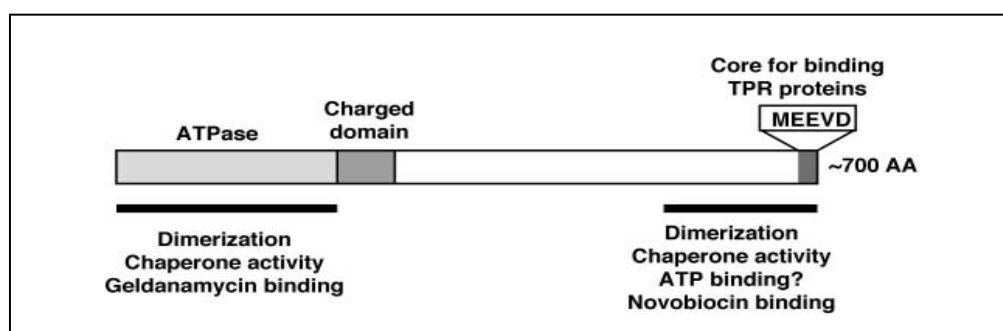 Core for binding
TPR proteins
MEEVD
Charged
domain
ATPase
~700 AA
Dimerization
Chaperone activity
Geldanamycin binding
Dimerization
Chaperone activity
ATP binding?
Novobiocin binding